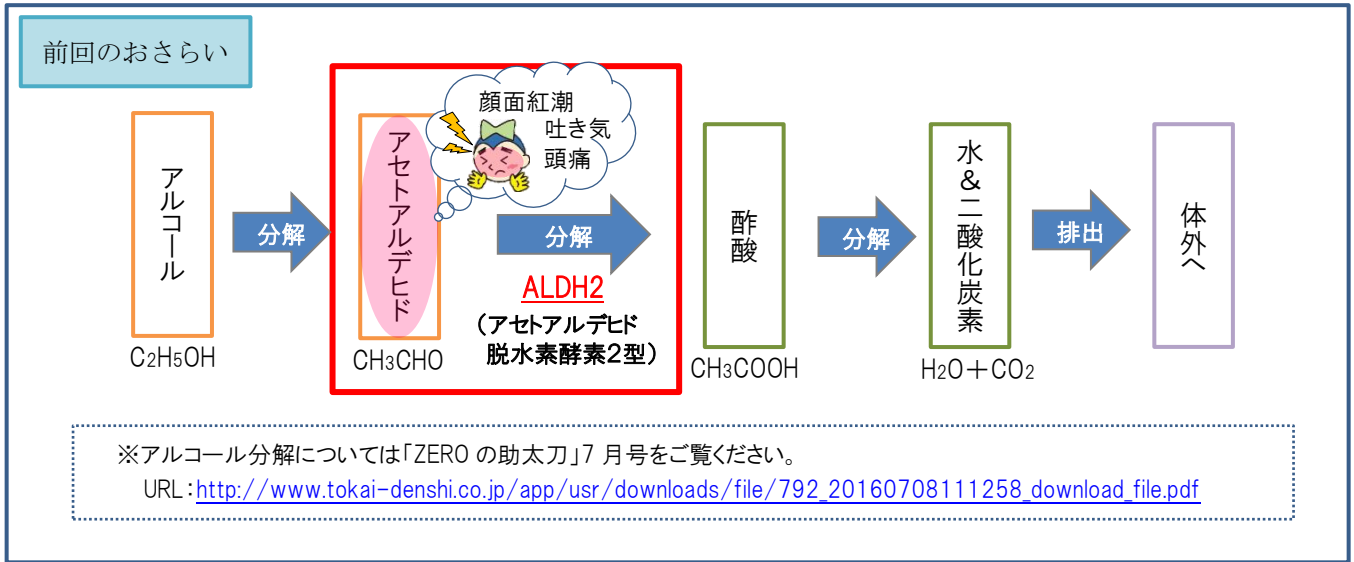 前回のおさらい
アルコール
C2H5OH
分解
アセトアルデヒド
CH3CHO
顔面紅潮
吐き気
頭痛
分解
ALDH2
(アセトアルデヒド
脱水素酵素2型)
酢酸
CH3COOH
分解
水&二酸化炭素
H2O+CO2
排出
体外へ
※アルコール分解については「ZERO の助太刀」7 月号をご覧ください。
URL:http://www.tokai-denshi.co.jp/app/usr/downloads/file/792_20160708111258_download_file.pdf